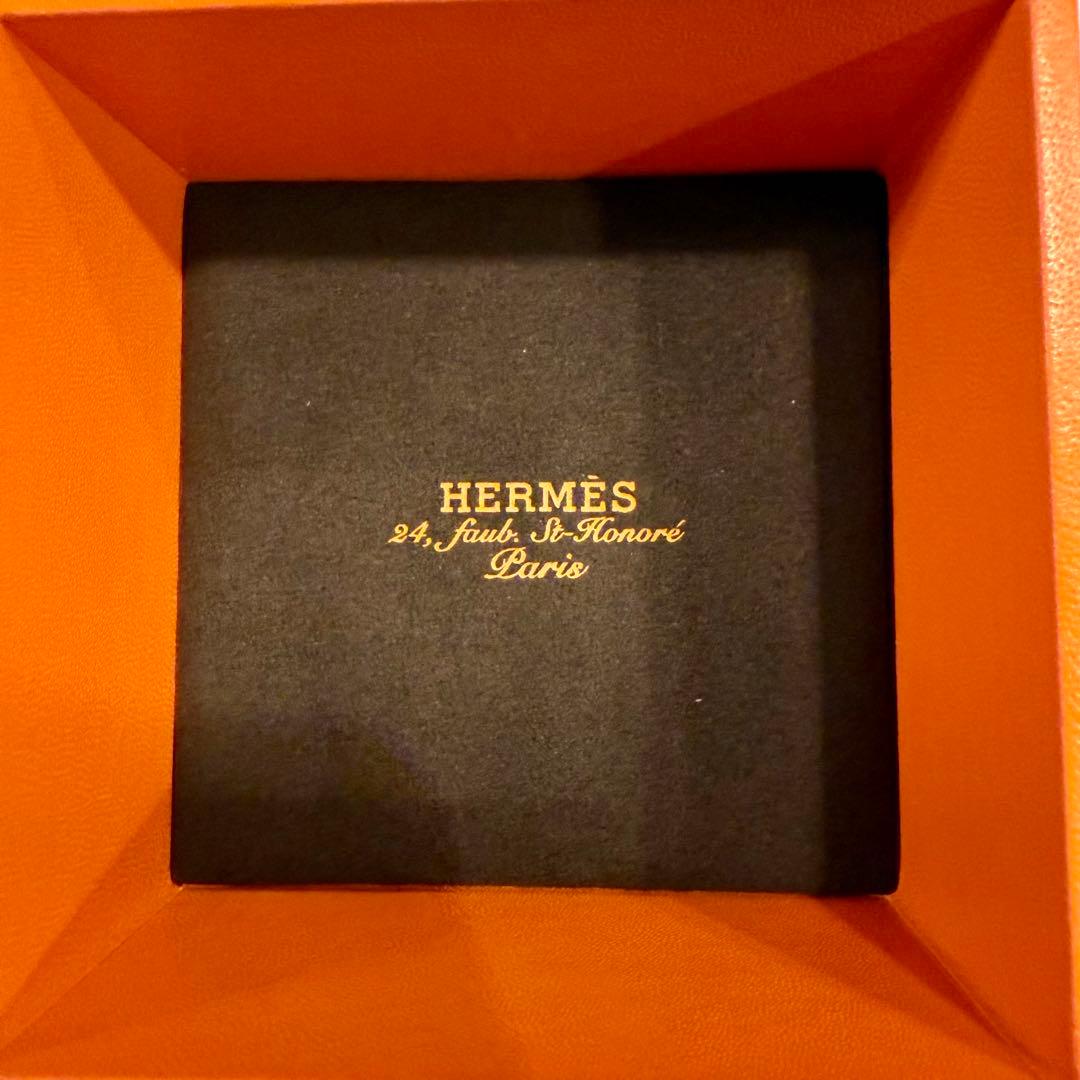 HERMÈS
24, faub. St-Honoré
Paris